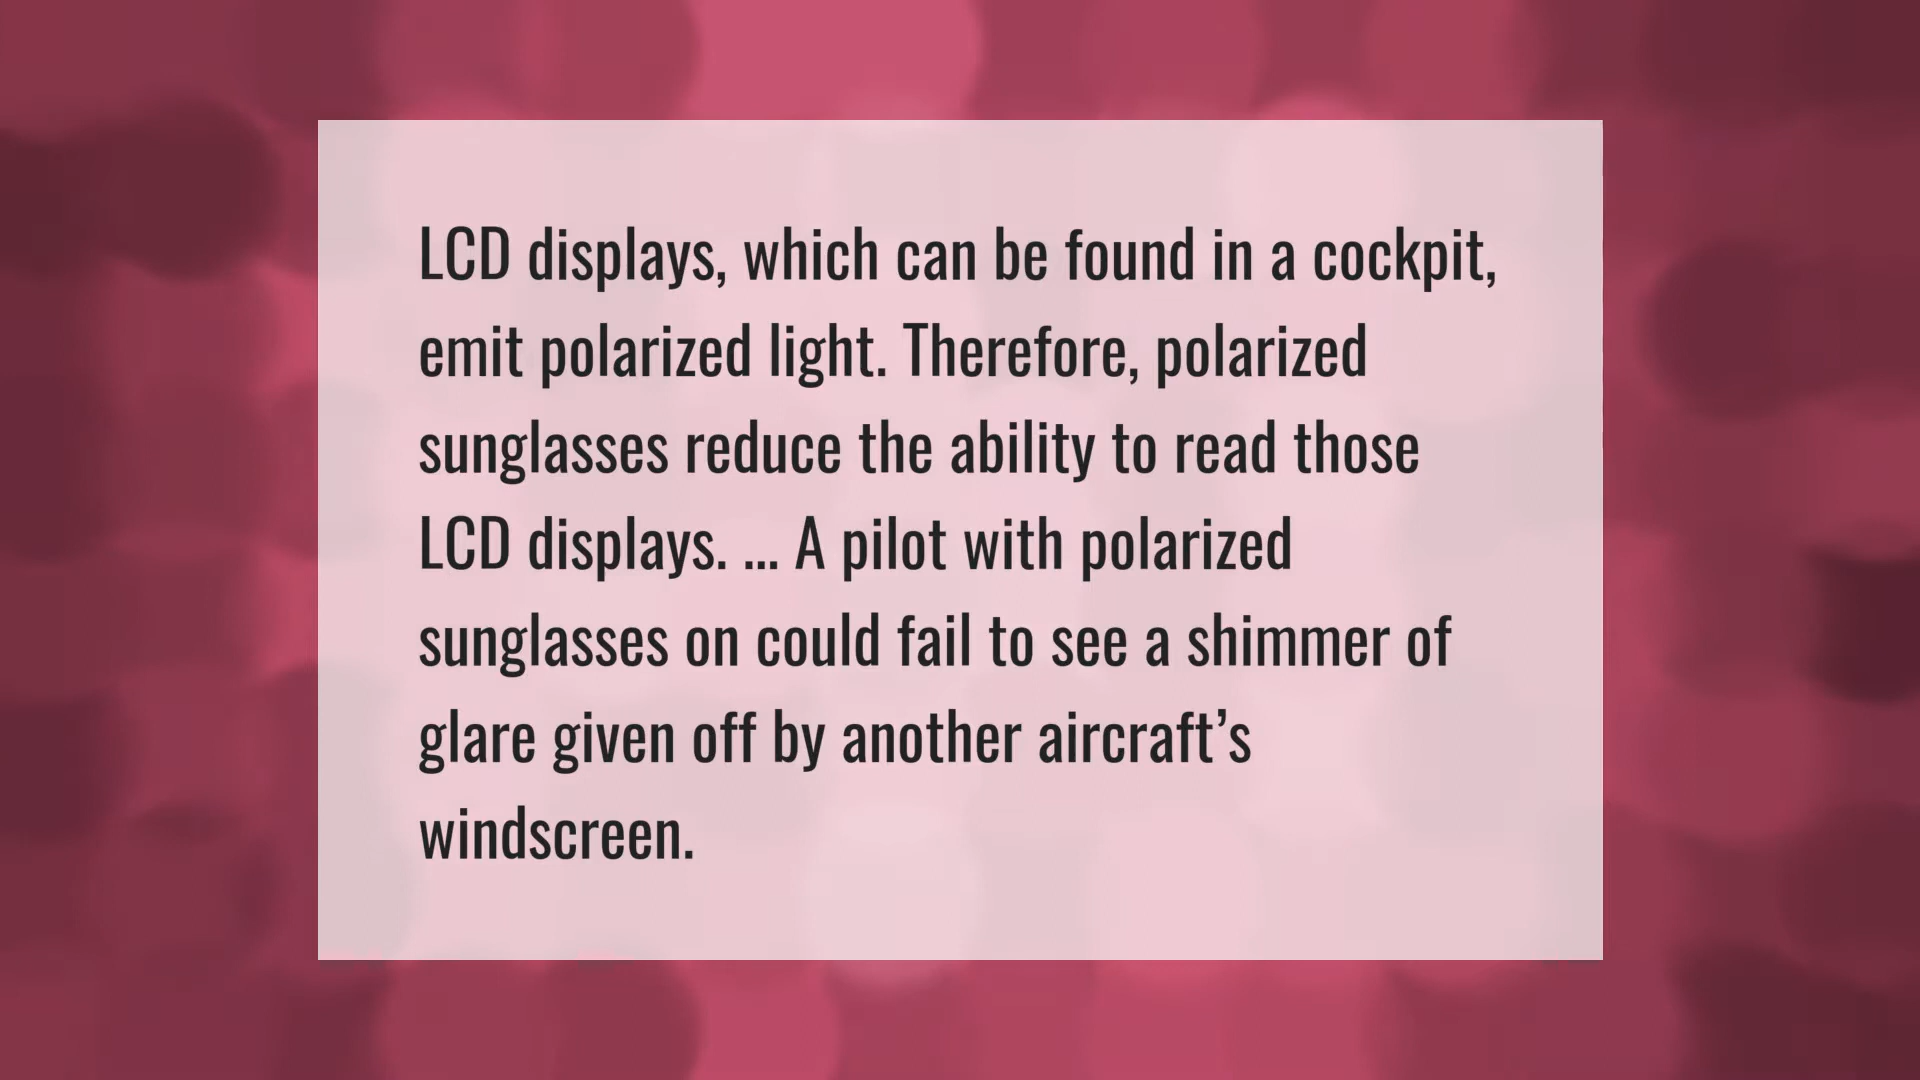 LCD displays, which can be found in a cockpit,
emit polarized light. Therefore, polarized
sunglasses reduce the ability to read those
LCD displays. ... A pilot with polarized
sunglasses on could fail to see a shimmer of
glare given off by another aircraft’s
windscreen.